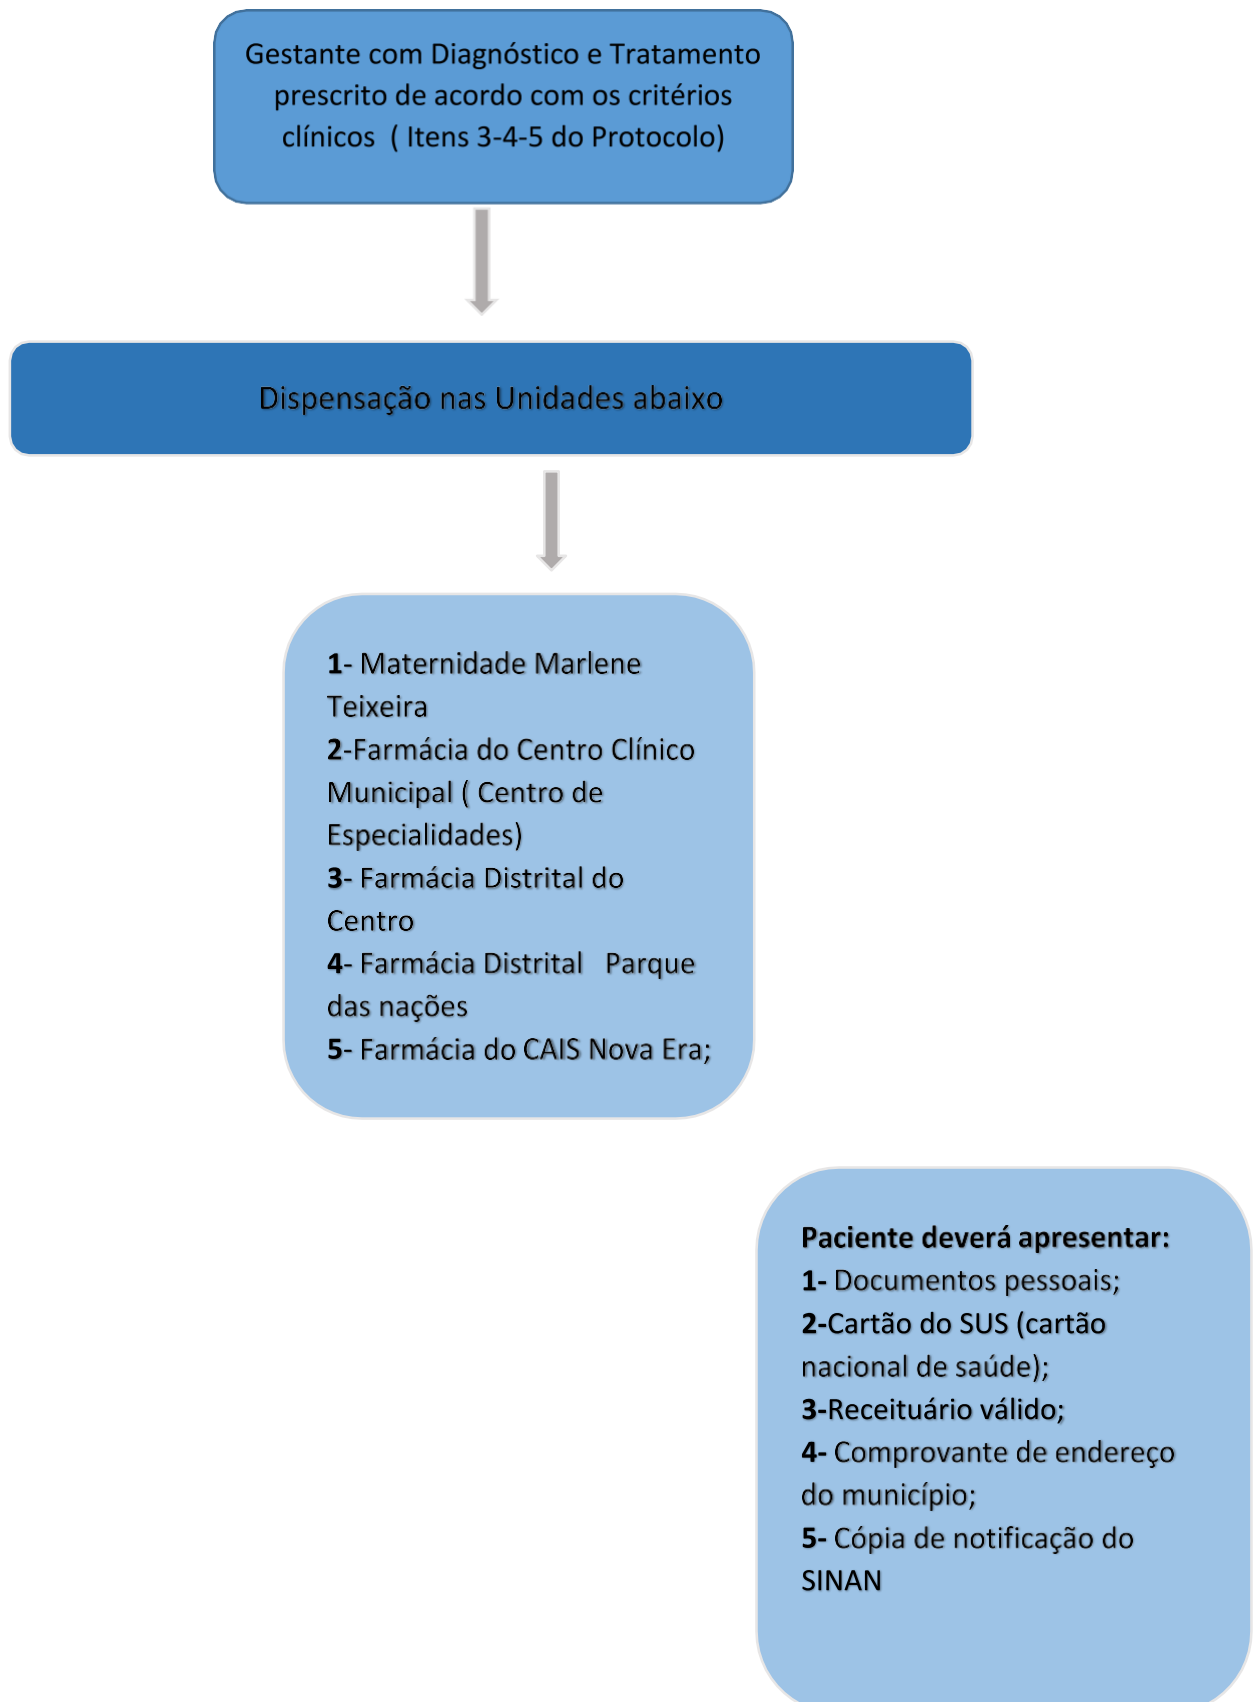 Gestante com Diagnóstico e Tratamento
prescrito de acordo com os critérios
clínicos ( Itens 3-4-5 do Protocolo)
Dispensação nas Unidades abaixo
1- Maternidade Marlene
Teixeira
2-Farmácia do Centro Clínico
Municipal ( Centro de
Especialidades)
3- Farmácia Distrital do
Centro
4- Farmácia Distrital Parque
das nações
5- Farmácia do CAIS Nova Era;
Paciente deverá apresentar:
1- Documentos pessoais;
2-Cartão do SUS (cartão
nacional de saúde);
3-Receituário válido;
4- Comprovante de endereço
do município;
5- Cópia de notificação do
SINAN